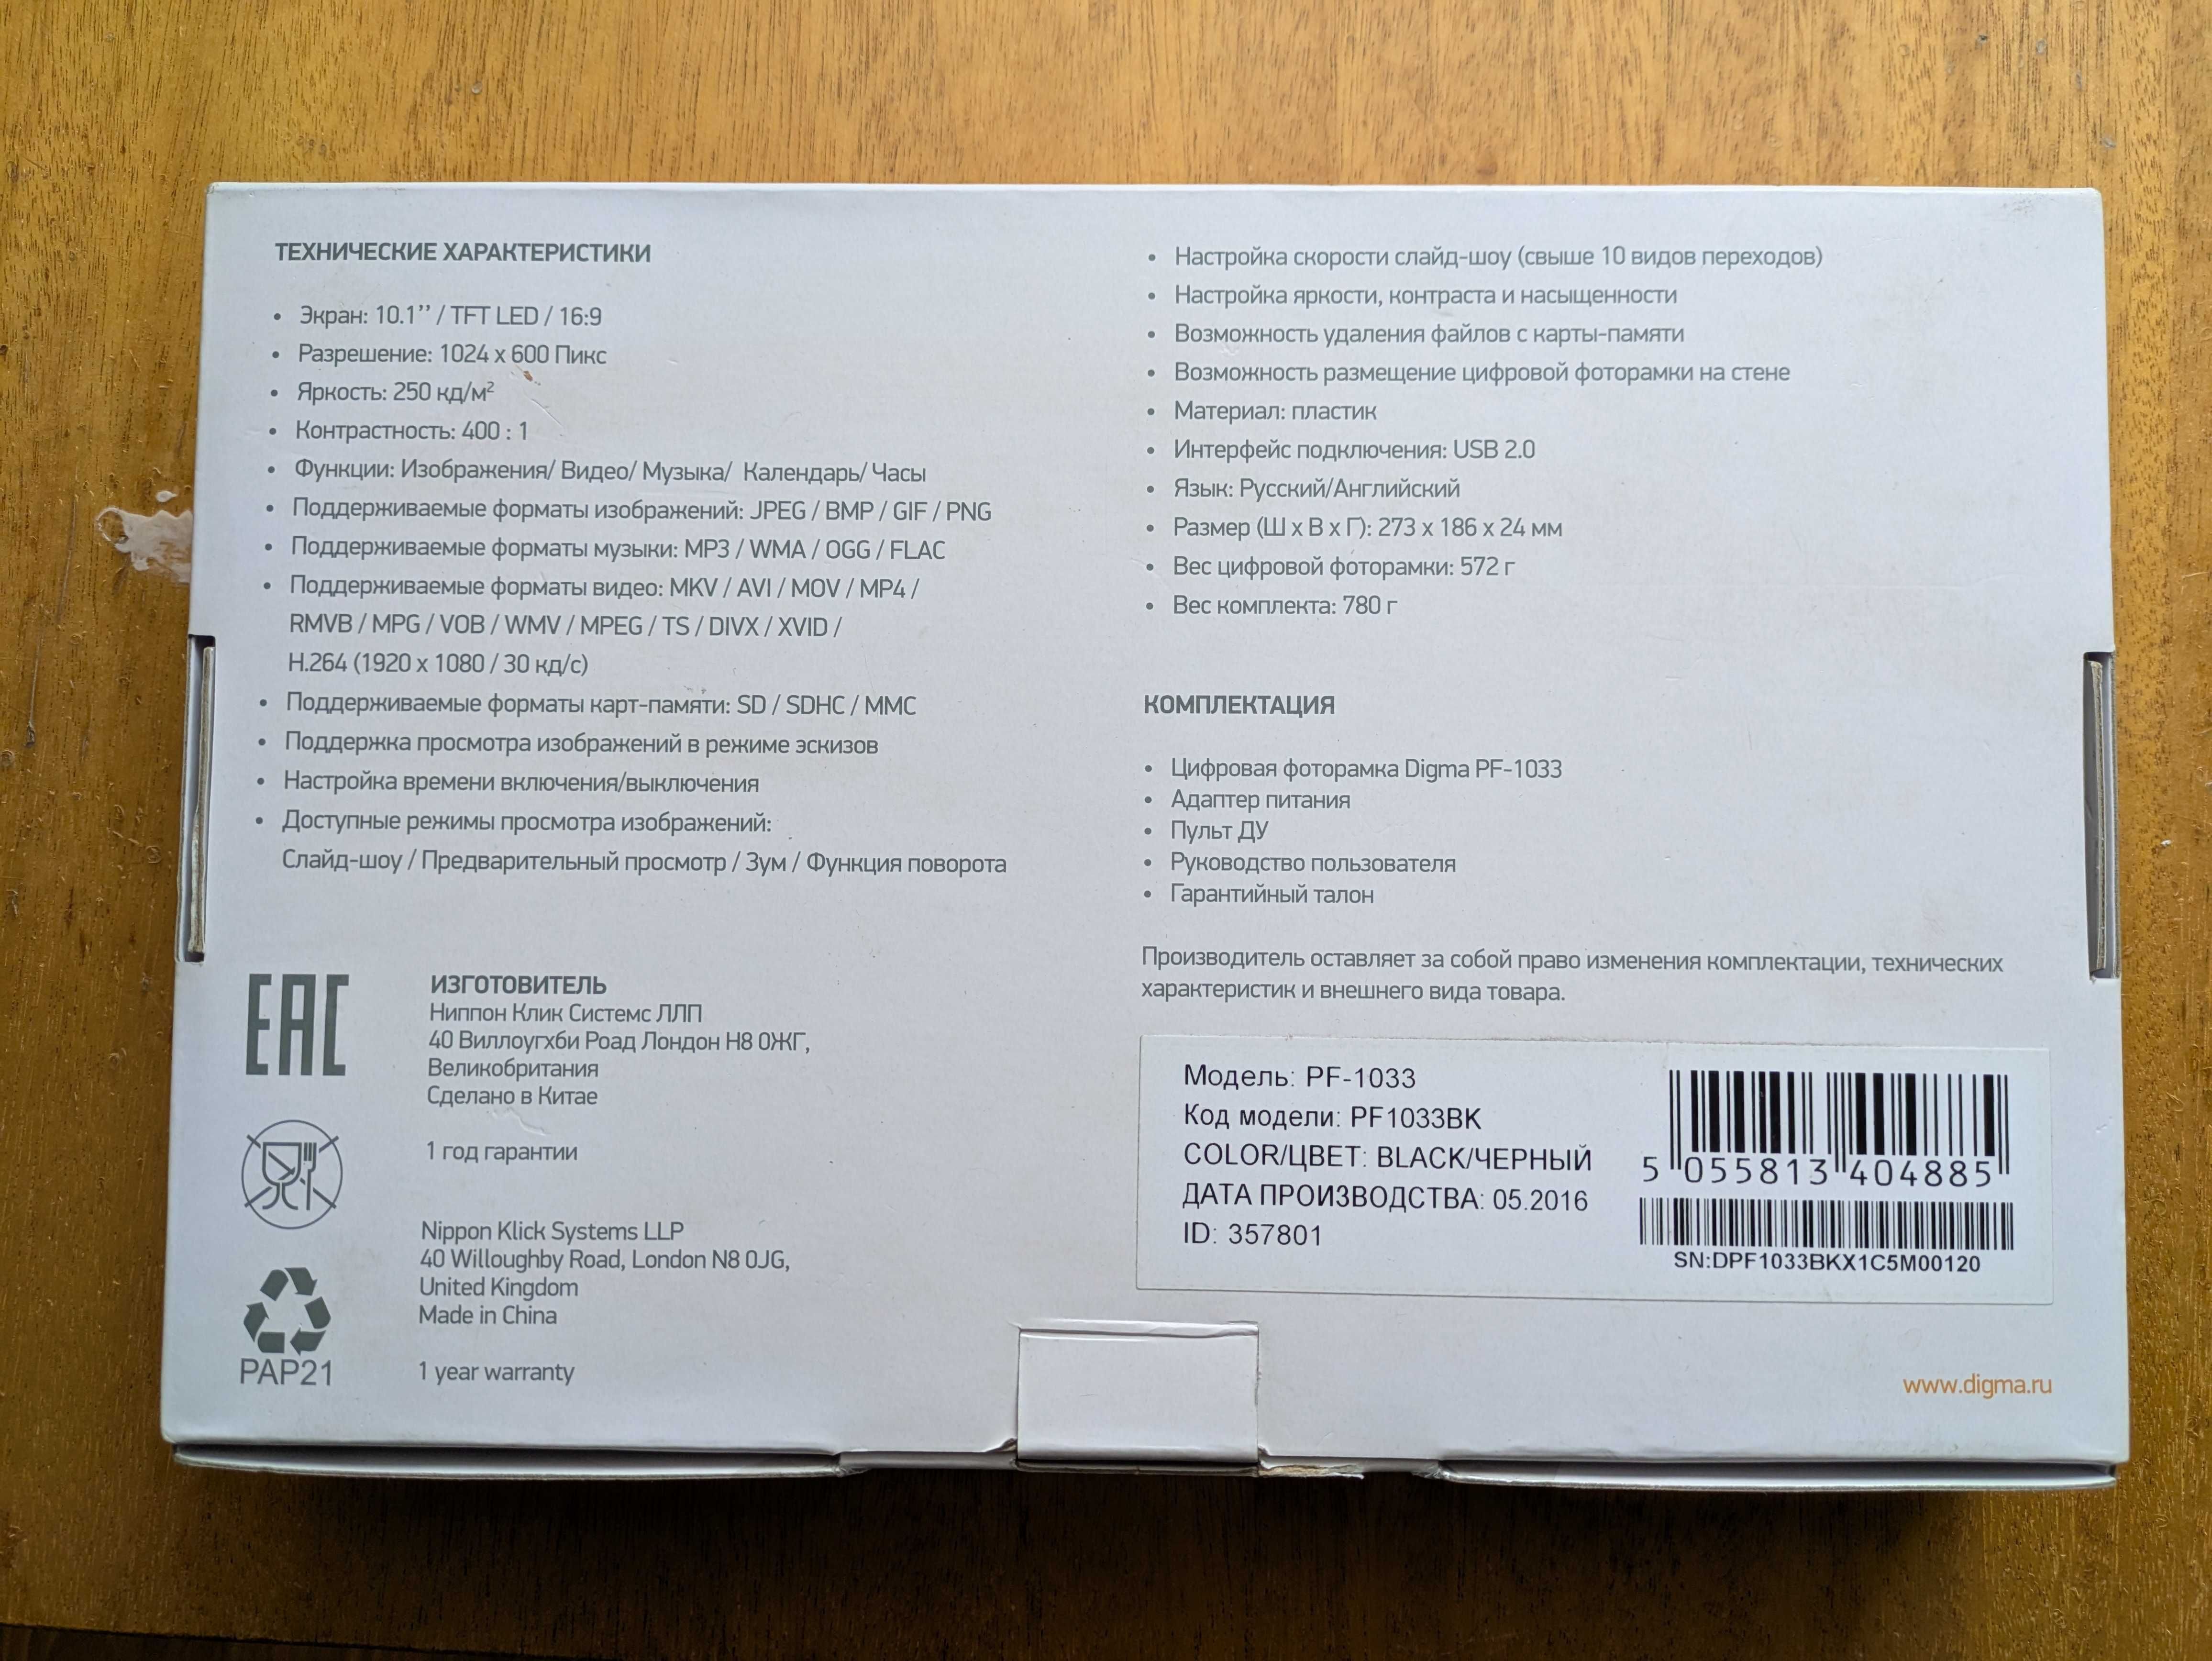 ТЕХНИЧЕСКИЕ ХАРАКТЕРИСТИКИ
• Экран: 10.1’’ / TFT LED / 16:9
• Разрешение: 1024 x 600 Пикс
• Яркость: 250 кд/м²
• Контрастность: 400 : 1
• Функции: Изображения/ Видео/ Музыка/ Календарь/ Часы
• Поддерживаемые форматы изображений: JPEG / BMP / GIF / PNG
• Поддерживаемые форматы музыки: MP3 / WMA / OGG / FLAC
• Поддерживаемые форматы видео: MKV / AVI / MOV / MP4 /
RMVB / MPG / VOB / WMV / MPEG / TS / DIVX / XVID /
H.264 (1920 x 1080 / 30 кд/с)
• Поддерживаемые форматы карт-памяти: SD / SDHC / MMC
• Поддержка просмотра изображений в режиме эскизов
• Настройка времени включения/выключения
• Доступные режимы просмотра изображений:
Слайд-шоу / Предварительный просмотр / Зум / Функция поворота
• Настройка скорости слайд-шоу (свыше 10 видов переходов)
• Настройка яркости, контраста и насыщенности
• Возможность удаления файлов с карты-памяти
• Возможность размещение цифровой фоторамки на стене
• Материал: пластик
• Интерфейс подключения: USB 2.0
• Язык: Русский/Английский
• Размер (Ш x В x Г): 273 x 186 x 24 мм
• Вес цифровой фоторамки: 572 г
• Вес комплекта: 780 г
КОМПЛЕКТАЦИЯ
• Цифровая фоторамка Digma PF-1033
• Адаптер питания
• Пульт ДУ
• Руководство пользователя
• Гарантийный талон
Производитель оставляет за собой право изменения комплектации, технических
характеристик и внешнего вида товара.
EAC
ИЗГОТОВИТЕЛЬ
Ниппон Клик Системс ЛЛП
40 Виллоугхби Роад Лондон Н8 0ЖГ,
Великобритания
Сделано в Китае
1 год гарантии
Nippon Klick Systems LLP
40 Willoughby Road, London N8 0JG,
United Kingdom
Made in China
1 year warranty
PAP21
Модель: PF-1033
Код модели: PF1033BK
COLOR/ЦВЕТ: BLACK/ЧЕРНЫЙ
ДАТА ПРОИЗВОДСТВА: 05.2016
ID: 357801
5 055813 404885
SN:DPF1033BKX1C5M00120
www.digma.ru